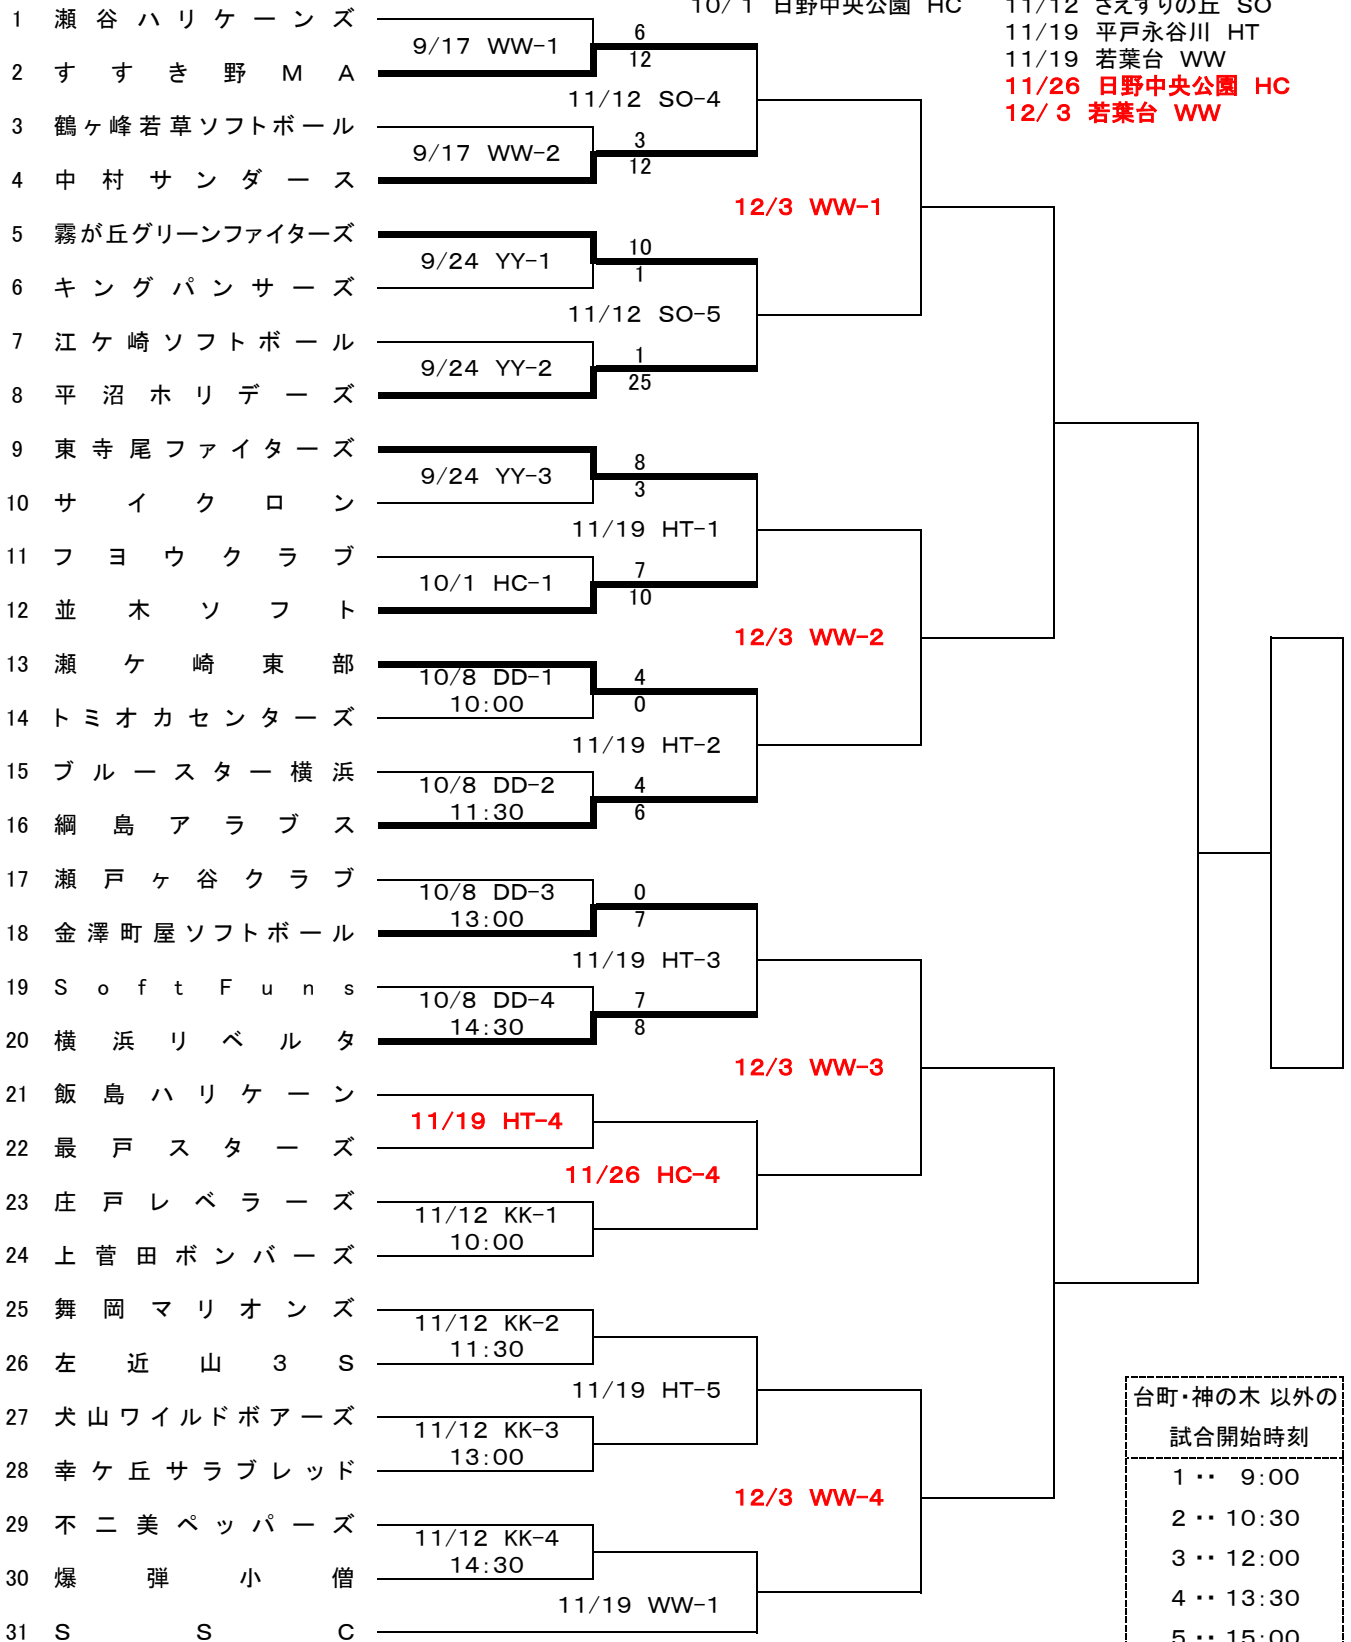 10/ 1 日野中央公園 HC
11/12 さえずりの丘 SO
11/19 平戸永谷川 HT
11/19 若葉台 WW
11/26 日野中央公園 HC
12/ 3 若葉台 WW
1 瀬谷ハリケーンズ
9/17 WW-1
6
12
2 すすき野MA
11/12 SO-4
3 鶴ヶ峰若草ソフトボール
9/17 WW-2
3
12
4 中村サンダース
12/3 WW-1
5 霧が丘グリーンファイターズ
9/24 YY-1
10
1
6 キングパンサーズ
11/12 SO-5
7 江ケ崎ソフトボール
9/24 YY-2
1
25
8 平沼ホリデーズ
9 東寺尾ファイターズ
9/24 YY-3
8
3
10 サイクロン
11/19 HT-1
11 フヨウクラブ
10/1 HC-1
7
10
12 並木ソフト
12/3 WW-2
13 瀬ケ崎東部
10/8 DD-1
10:00
4
0
14 トミオカセンターズ
11/19 HT-2
15 ブルースター横浜
10/8 DD-2
11:30
4
6
16 綱島アラブス
17 瀬戸ヶ谷クラブ
10/8 DD-3
13:00
0
7
18 金澤町屋ソフトボール
11/19 HT-3
19 Soft Funs
10/8 DD-4
14:30
7
8
20 横浜リベルタ
12/3 WW-3
21 飯島ハリケーン
11/19 HT-4
22 最戸スターズ
11/26 HC-4
23 庄戸レベラーズ
11/12 KK-1
10:00
24 上菅田ボンバーズ
25 舞岡マリオンズ
11/12 KK-2
11:30
26 左近山3S
11/19 HT-5
27 犬山ワイルドボアーズ
11/12 KK-3
13:00
28 幸ケ丘サラブレッド
12/3 WW-4
29 不二美ペッパーズ
11/12 KK-4
14:30
30 爆弾小僧
11/19 WW-1
31 SSC
台町・神の木 以外の
試合開始時刻
1 ‥ 9:00
2 ‥ 10:30
3 ‥ 12:00
4 ‥ 13:30
5 ‥ 15:00